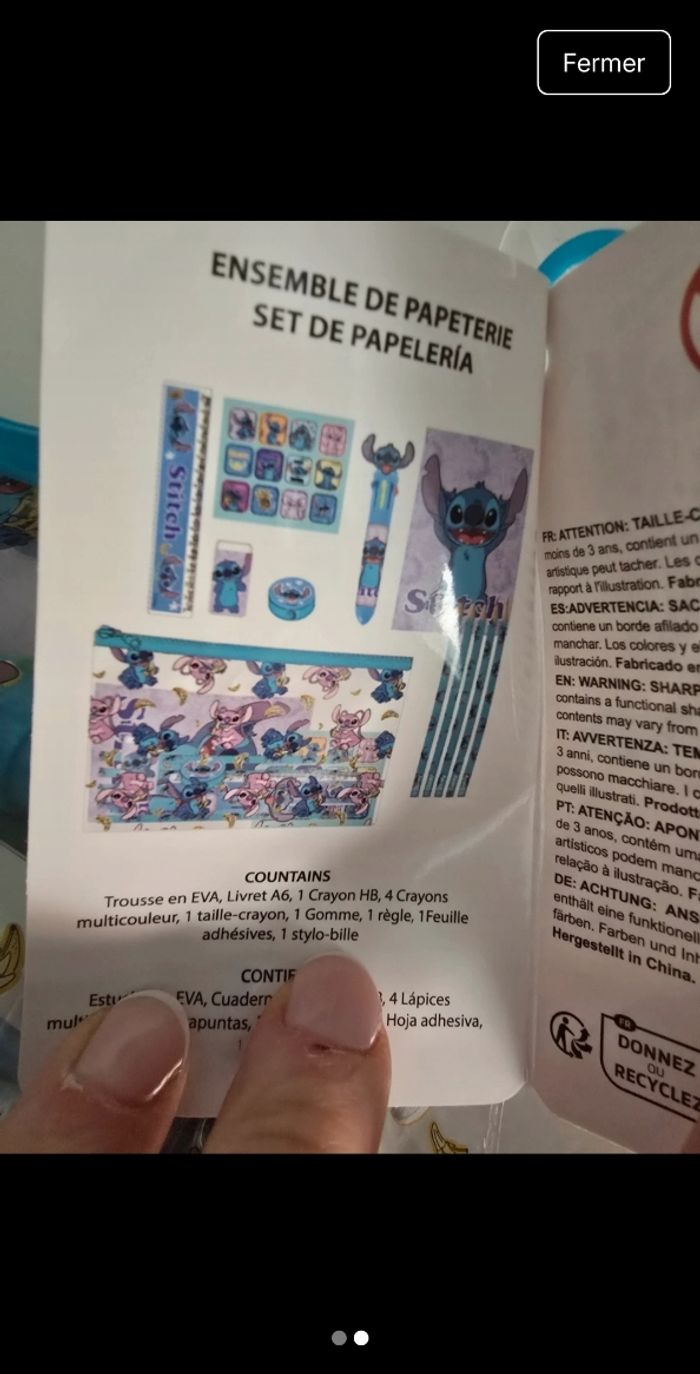 Fermer
ENSEMBLE DE PAPETERIE
SET DE PAPELERÍA
Stitch
Stitch
COUNTAINS
Trousse en EVA, Livret A6, 1 Crayon HB, 4 Crayons
multicouleur, 1 taille-crayon, 1 Gomme, 1 règle, 1Feuille
adhésives, 1 stylo-bille
EVA, 4 Lápices
Hoja adhesiva,
FR: ATTENTION: TAILLE-C
moins de 3 ans, contient un
artistique peut tacher. Les
rapport à l'illustration. Fabr
ES:ADVERTENCIA: SAC
contiene un borde afilado
manchar. Los colores y e
ilustración. Fabricado en
EN: WARNING: SHARP
contains a functional sha
contents may vary from
IT: AVVERTENZA: TEM
3 anni, contiene un bor
possono macchiare. I c
quelli illustrati. Prodott
PT: ATENÇÃO: APON
de 3 anos, contém uma
artísticos podem manc
relação à ilustração. Fa
DE: ACHTUNG: ANS
enthält eine funktionell
färben. Farben und Inh
Hergestellt in China.
FR
DONNEZ
OU
RECYCLEZ